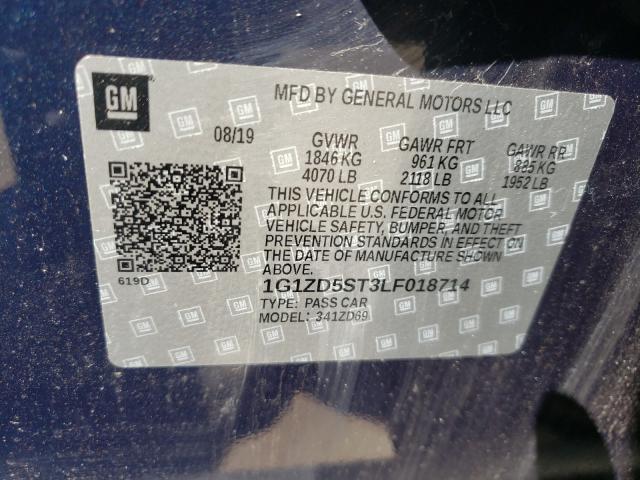 GM
MFD BY GENERAL MOTORS LLC
08/19 GVWR GAWR FRT GAWR RR
1846 KG 961 KG 885 KG
4070 LB 2118 LB 1952 LB
THIS VEHICLE CONFORMS TO ALL
APPLICABLE U.S. FEDERAL MOTOR
VEHICLE SAFETY, BUMPER, AND THEFT
PREVENTION STANDARDS IN EFFECT ON
THE DATE OF MANUFACTURE SHOWN
ABOVE.
619D
1G1ZD5ST3LF018714
TYPE: PASS CAR
MODEL: 341ZD69